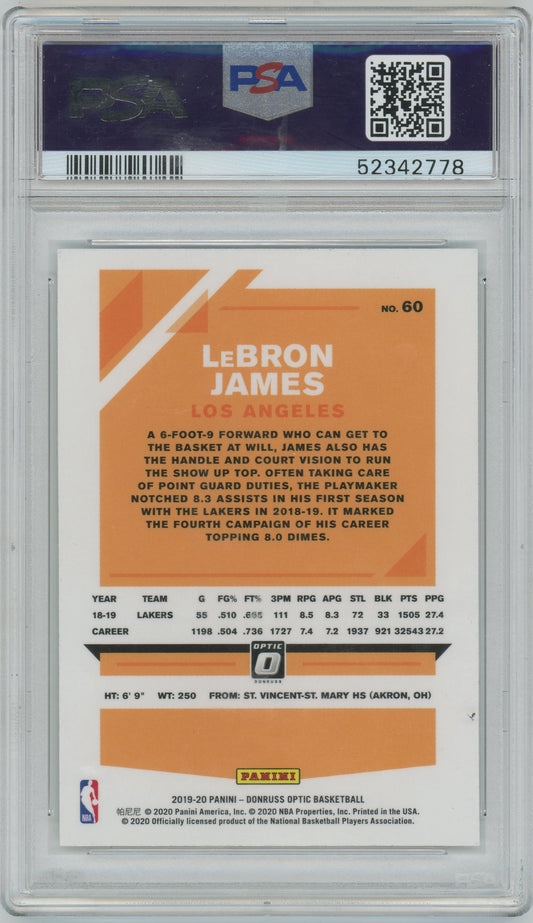 PSA
PSA
52342778
NO. 60
LeBRON
JAMES
LOS ANGELES
A 6-FOOT-9 FORWARD WHO CAN GET TO
THE BASKET AT WILL, JAMES ALSO HAS
THE HANDLE AND COURT VISION TO RUN
THE SHOW UP TOP. OFTEN TAKING CARE
OF POINT GUARD DUTIES, THE PLAYMAKER
NOTCHED 8.3 ASSISTS IN HIS FIRST SEASON
WITH THE LAKERS IN 2018-19. IT MARKED
THE FOURTH CAMPAIGN OF HIS CAREER
TOPPING 8.0 DIMES.
YEAR TEAM G FG% FT% 3PM RPG APG STL BLK PTS PPG
18-19 LAKERS 55 .510 .665 111 8.5 8.3 72 33 1505 27.4
CAREER 1198 .504 .736 1727 7.4 7.2 1937 921 32543 27.2
OPTIC
DONRUSS
HT: 6' 9" WT: 250 FROM: ST. VINCENT-ST. MARY HS (AKRON, OH)
PANINI
2019-20 PANINI – DONRUSS OPTIC BASKETBALL
帕尼尼 © 2020 Panini America, Inc. © 2020 NBA Properties, Inc. Printed in the USA.
© 2020 Officially licensed product of the National Basketball Players Association.
NBA
PSA